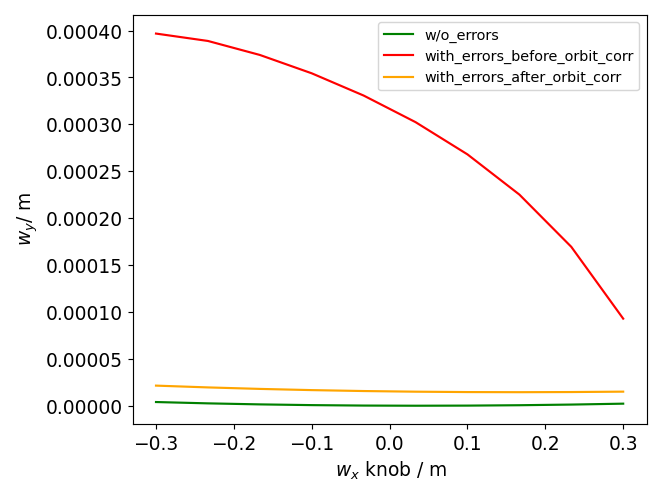 w/o_errors
with_errors_before_orbit_corr
with_errors_after_orbit_corr
0.00040
0.00035
0.00030
0.00025
0.00020
0.00015
0.00010
0.00005
0.00000
w_y/ m
−0.3 −0.2 −0.1 0.0 0.1 0.2 0.3
w_x knob / m